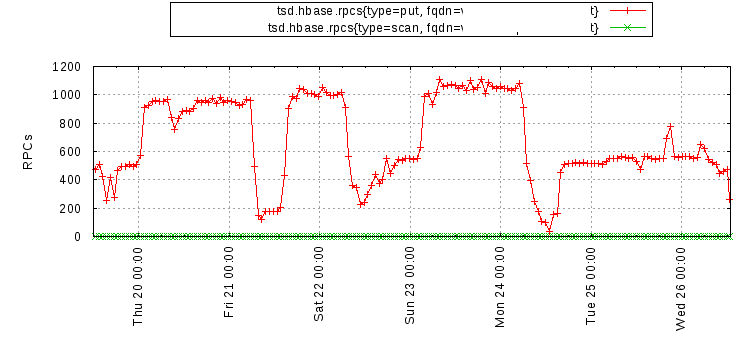 tsd.hbase.rpcs{type=put, fqdn= t}
tsd.hbase.rpcs{type=scan, fqdn= t}
1200
1000
800
600
400
200
0
RPCs
Thu 20 00:00
Fri 21 00:00
Sat 22 00:00
Sun 23 00:00
Mon 24 00:00
Tue 25 00:00
Wed 26 00:00